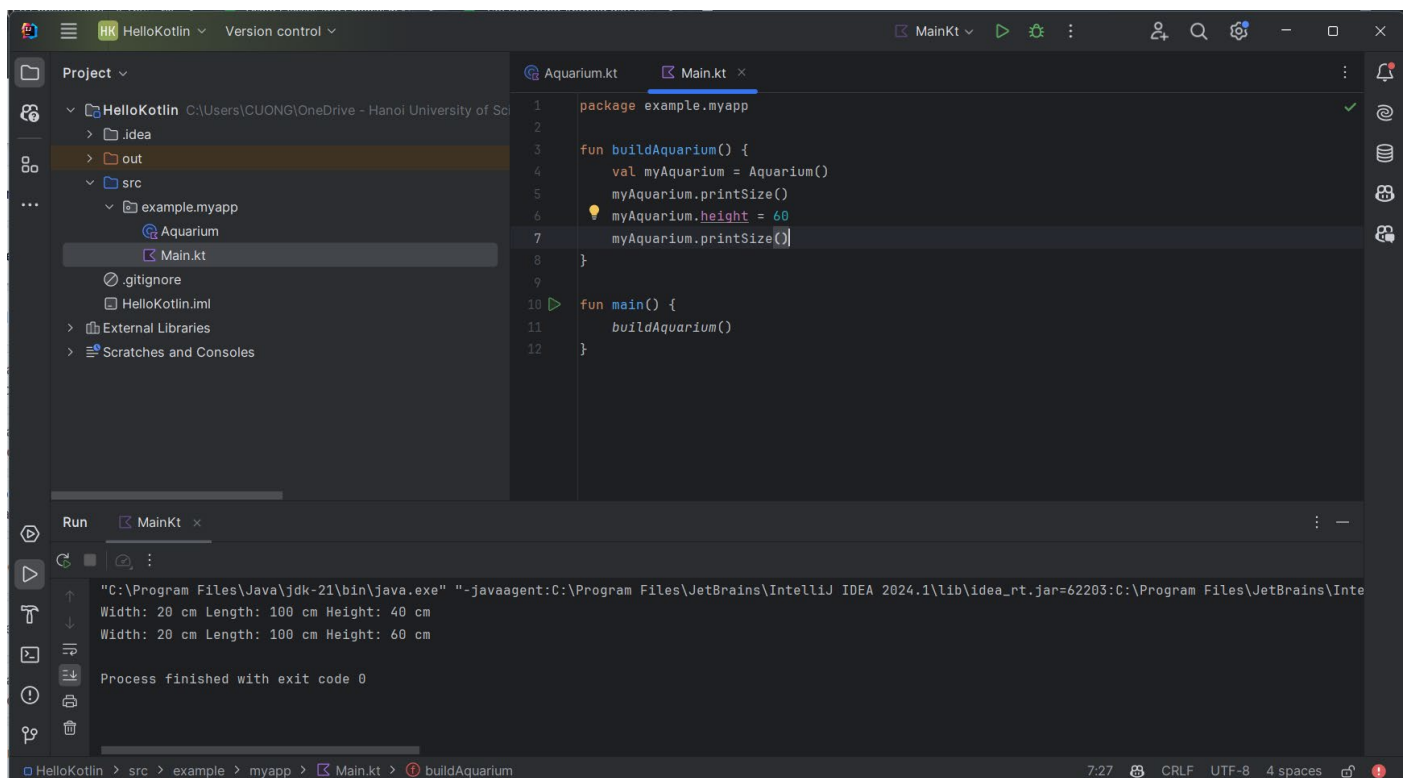 HK HelloKotlin Version control MainKt
Project
HelloKotlin C:\Users\CUONG\OneDrive - Hanoi University of Sci
.idea
out
src
example.myapp
Aquarium
Main.kt
.gitignore
HelloKotlin.iml
External Libraries
Scratches and Consoles
Aquarium.kt Main.kt
1 package example.myapp
2
3 fun buildAquarium() {
4 val myAquarium = Aquarium()
5 myAquarium.printSize()
6 myAquarium.height = 60
7 myAquarium.printSize()
8 }
9
10 fun main() {
11 buildAquarium()
12 }
Run MainKt
"C:\Program Files\Java\jdk-21\bin\java.exe" "-javaagent:C:\Program Files\JetBrains\IntelliJ IDEA 2024.1\lib\idea_rt.jar=62203:C:\Program Files\JetBrains\Inte
Width: 20 cm Length: 100 cm Height: 40 cm
Width: 20 cm Length: 100 cm Height: 60 cm
Process finished with exit code 0
HelloKotlin > src > example > myapp > Main.kt > buildAquarium 7:27 CRLF UTF-8 4 spaces